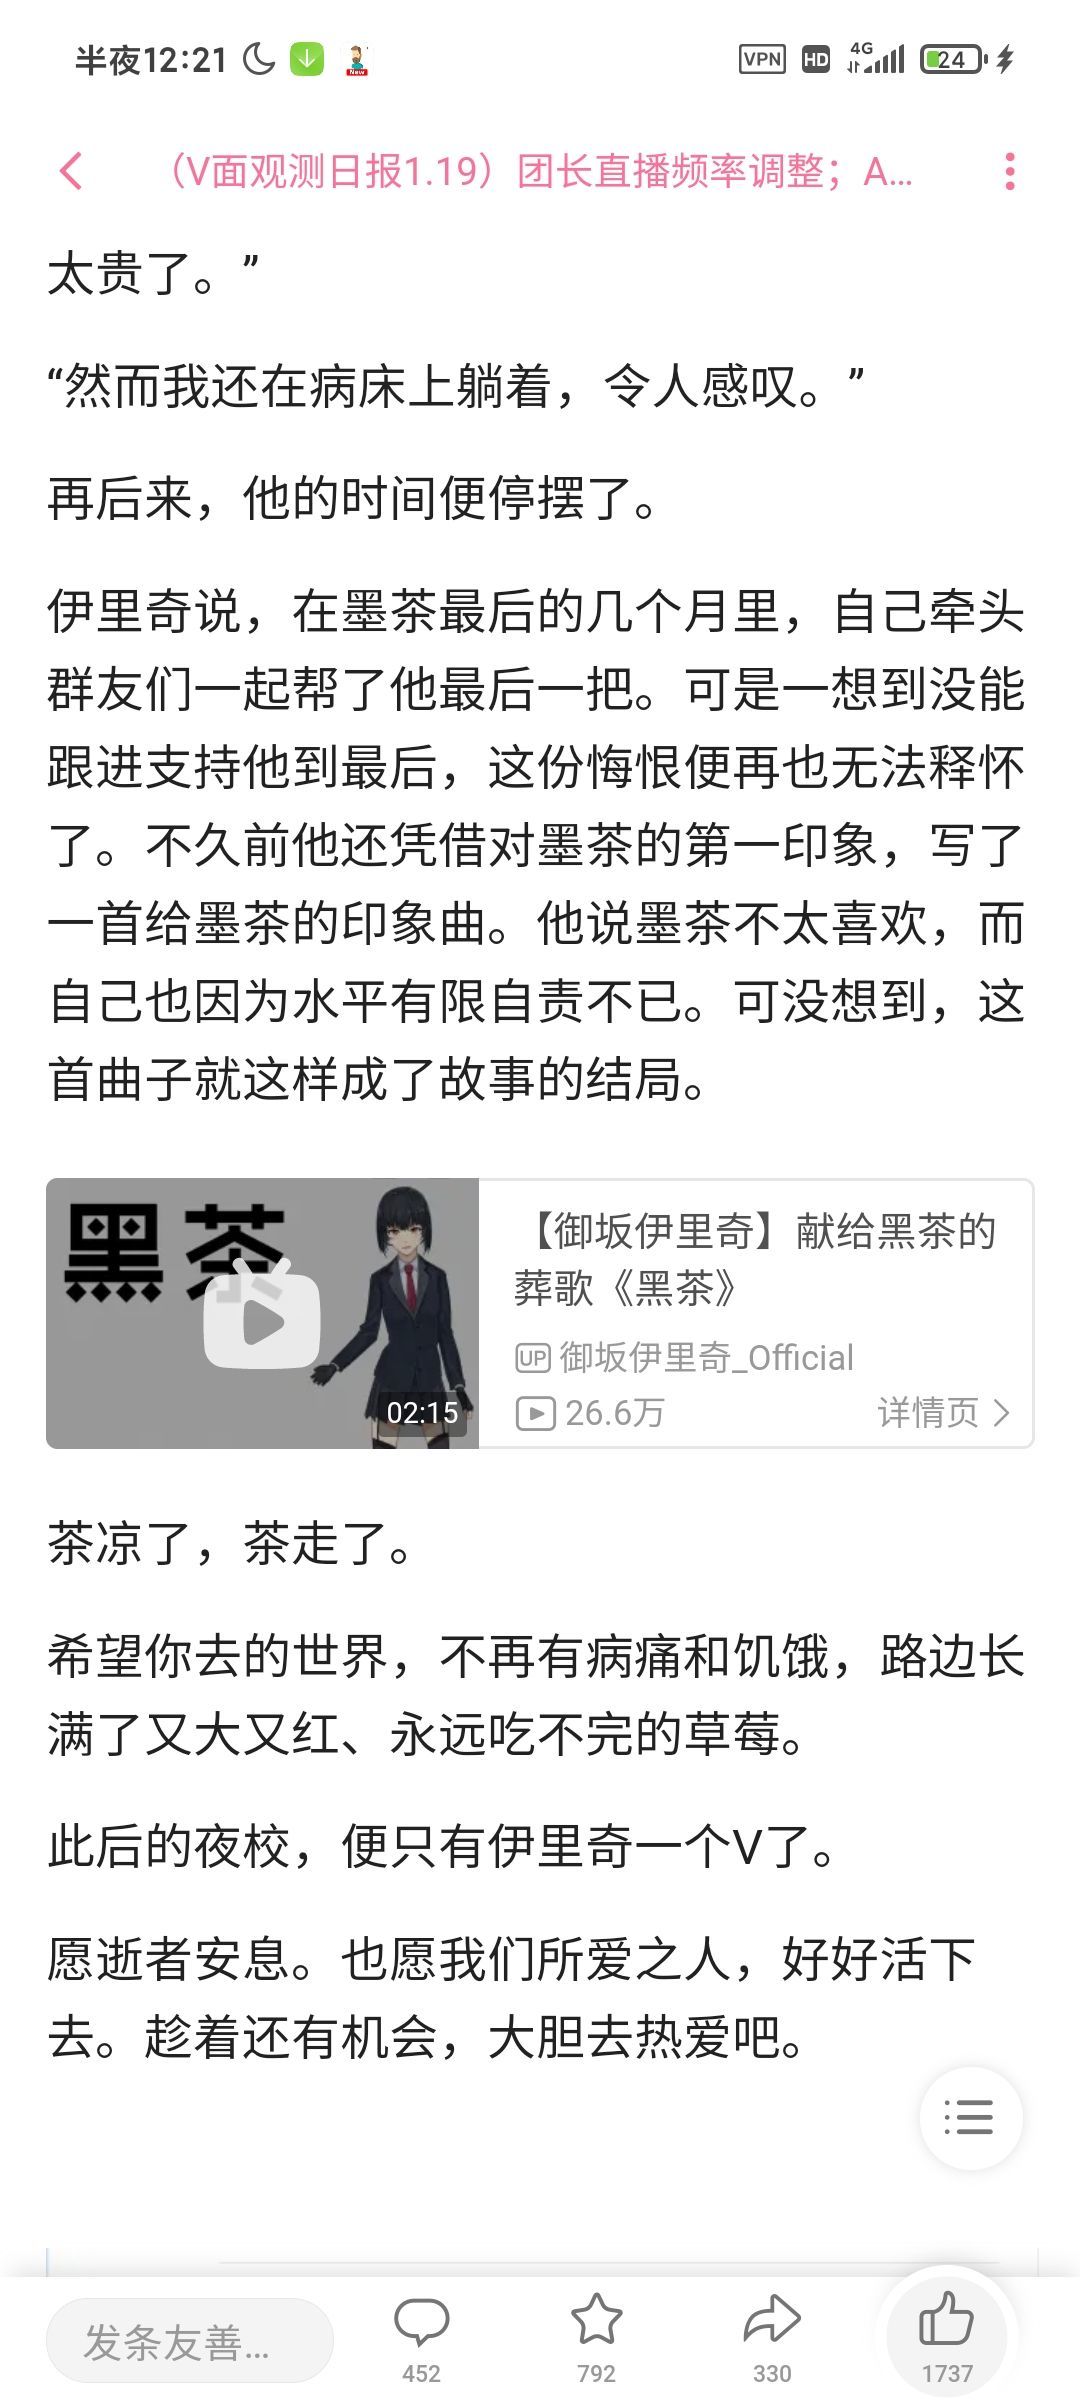 半夜12:21
New
VPN
HD
4G
24
（V面观测日报1.19）团长直播频率调整；A...
太贵了。”
“然而我还在病床上躺着，令人感叹。”
再后来，他的时间便停摆了。
伊里奇说，在墨茶最后的几个月里，自己牵头
群友们一起帮了他最后一把。可是一想到没能
跟进支持他到最后，这份悔恨便再也无法释怀
了。不久前他还凭借对墨茶的第一印象，写了
一首给墨茶的印象曲。他说墨茶不太喜欢，而
自己也因为水平有限自责不已。可没想到，这
首曲子就这样成了故事的结局。
黑茶
02:15
【御坂伊里奇】献给黑茶的
葬歌《黑茶》
UP 御坂伊里奇_Official
26.6万
详情页
茶凉了，茶走了。
希望你去的世界，不再有病痛和饥饿，路边长
满了又大又红、永远吃不完的草莓。
此后的夜校，便只有伊里奇一个V了。
愿逝者安息。也愿我们所爱之人，好好活下
去。趁着还有机会，大胆去热爱吧。
发条友善...
452
792
330
1737